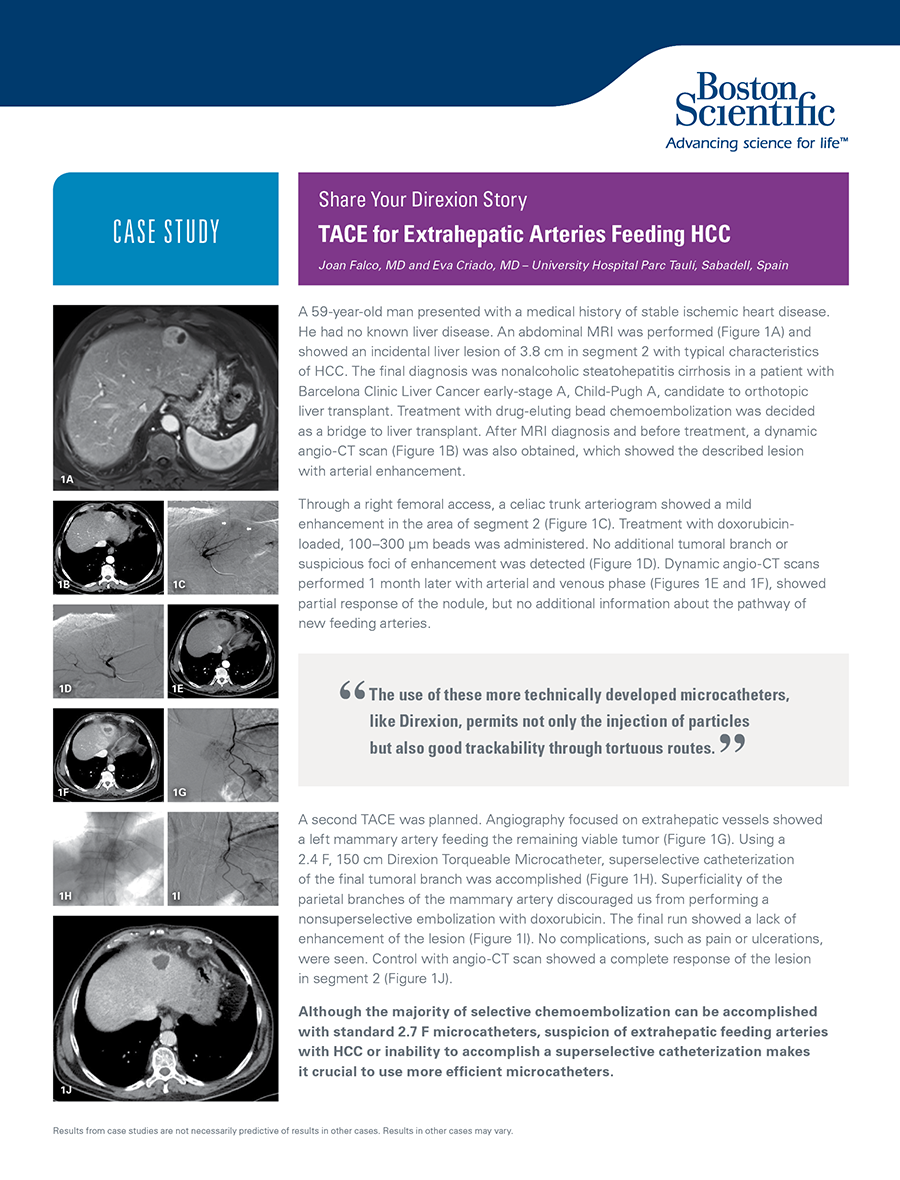 Boston
Scientific
Advancing science for life™
CASE STUDY
Share Your Direxion Story
TACE for Extrahepatic Arteries Feeding HCC
Joan Falco, MD and Eva Criado, MD – University Hospital Parc Taulí, Sabadell, Spain
1A
1B
1C
1D
1E
1F
1G
1H
1I
1J
A 59-year-old man presented with a medical history of stable ischemic heart disease.
He had no known liver disease. An abdominal MRI was performed (Figure 1A) and
showed an incidental liver lesion of 3.8 cm in segment 2 with typical characteristics
of HCC. The final diagnosis was nonalcoholic steatohepatitis cirrhosis in a patient with
Barcelona Clinic Liver Cancer early-stage A, Child-Pugh A, candidate to orthotopic
liver transplant. Treatment with drug-eluting bead chemoembolization was decided
as a bridge to liver transplant. After MRI diagnosis and before treatment, a dynamic
angio-CT scan (Figure 1B) was also obtained, which showed the described lesion
with arterial enhancement.
Through a right femoral access, a celiac trunk arteriogram showed a mild
enhancement in the area of segment 2 (Figure 1C). Treatment with doxorubicin-
loaded, 100–300 µm beads was administered. No additional tumoral branch or
suspicious foci of enhancement was detected (Figure 1D). Dynamic angio-CT scans
performed 1 month later with arterial and venous phase (Figures 1E and 1F), showed
partial response of the nodule, but no additional information about the pathway of
new feeding arteries.
“The use of these more technically developed microcatheters,
like Direxion, permits not only the injection of particles
but also good trackability through tortuous routes.”
A second TACE was planned. Angiography focused on extrahepatic vessels showed
a left mammary artery feeding the remaining viable tumor (Figure 1G). Using a
2.4 F, 150 cm Direxion Torqueable Microcatheter, superselective catheterization
of the final tumoral branch was accomplished (Figure 1H). Superficiality of the
parietal branches of the mammary artery discouraged us from performing a
nonsuperselective embolization with doxorubicin. The final run showed a lack of
enhancement of the lesion (Figure 1I). No complications, such as pain or ulcerations,
were seen. Control with angio-CT scan showed a complete response of the lesion
in segment 2 (Figure 1J).
Although the majority of selective chemoembolization can be accomplished
with standard 2.7 F microcatheters, suspicion of extrahepatic feeding arteries
with HCC or inability to accomplish a superselective catheterization makes
it crucial to use more efficient microcatheters.
Results from case studies are not necessarily predictive of results in other cases. Results in other cases may vary.